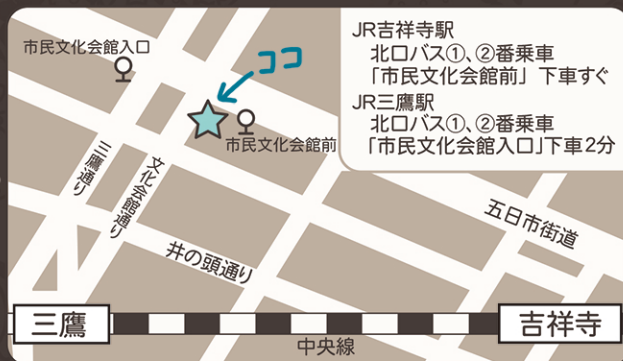 JR吉祥寺駅
北口バス①、②番乗車
「市民文化会館前」 下車すぐ
JR三鷹駅
北口バス①、②番乗車
「市民文化会館入口」下車2分
市民文化会館入口
ココ
市民文化会館前
三鷹通り
文化会館通り
五日市街道
井の頭通り
三鷹
吉祥寺
中央線